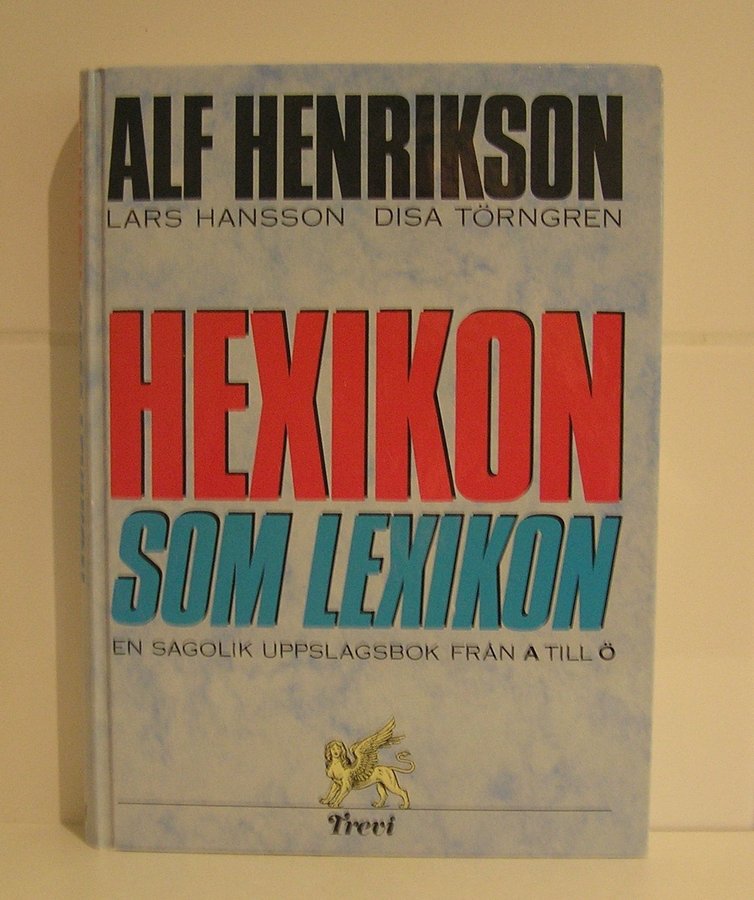 ALF HENRIKSON
LARS HANSSON DISA TÖRNGREN
HEXIKON
SOM LEXIKON
EN SAGOLIK UPPSLAGSBOK FRÅN A TILL Ö
Trevi